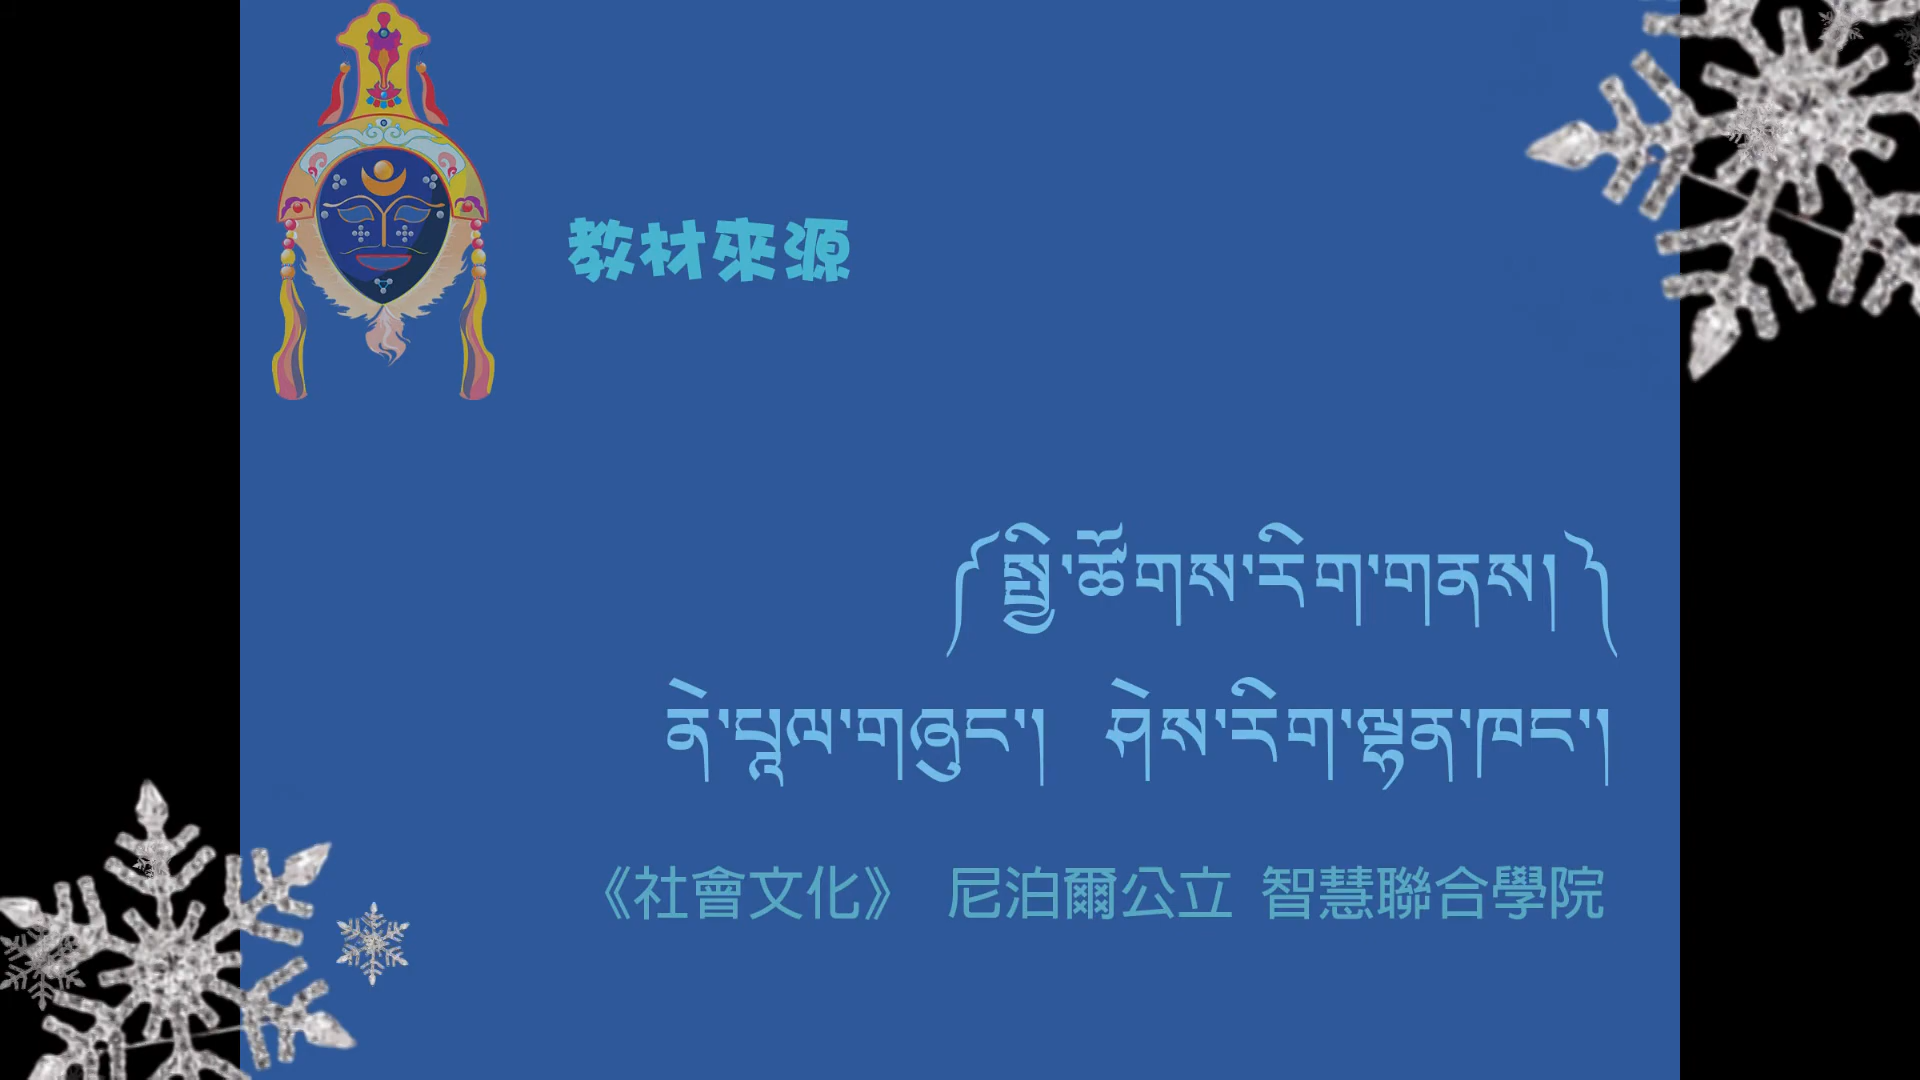 教材來源
༼སྤྱི་ཚོགས་རིག་གནས།༽
ནེ་པཱལ་གཞུང་། ཤེས་རིག་ལྷན་ཁང་།
《社會文化》 尼泊爾公立 智慧聯合學院